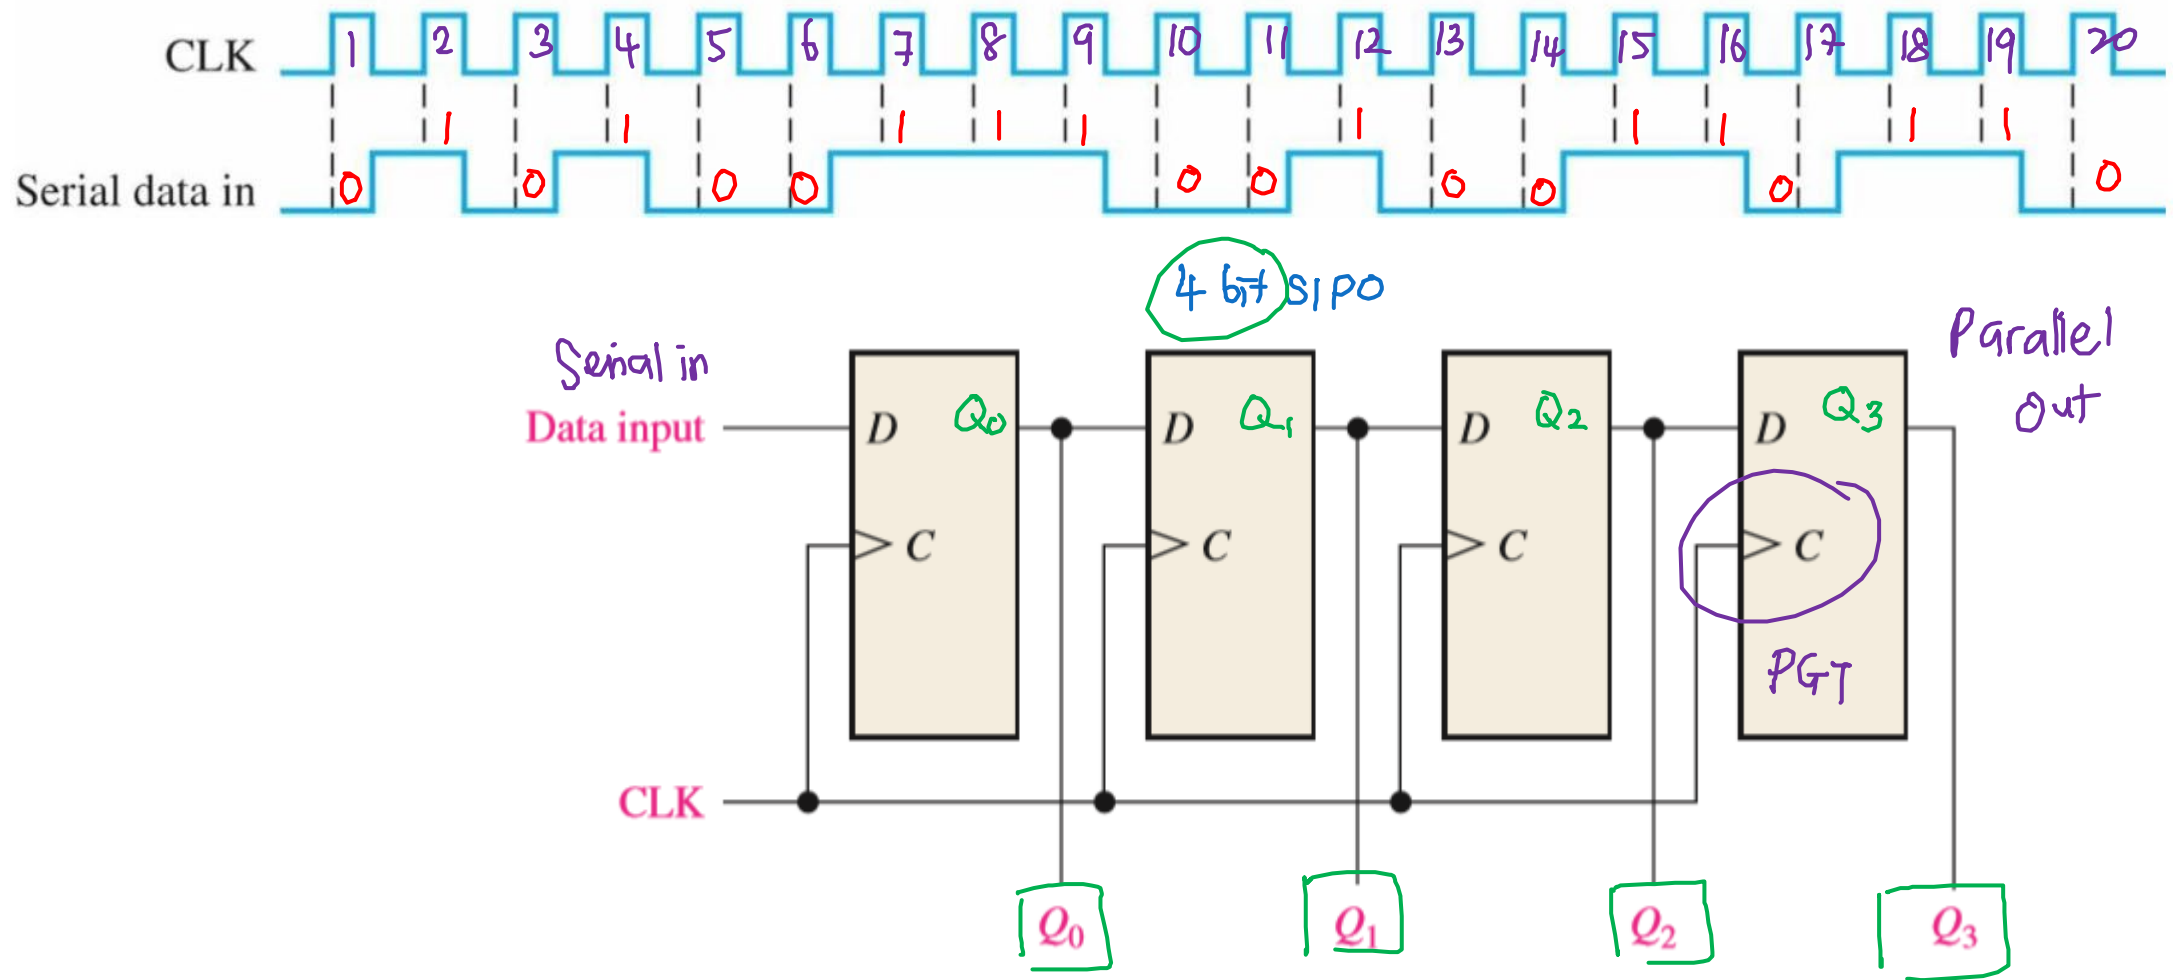 CLK 1 2 3 4 5 6 7 8 9 10 11 12 13 14 15 16 17 18 19 20
1 1 1 1 1 1 1 1 1 1
Serial data in 0 0 0 0 0 0 0 0 0 0
4 bit SIPO
Serial in
Parallel
out
Data input D Q0 D Q1 D Q2 D Q3
C C C C
PGT
CLK
Q0 Q1 Q2 Q3